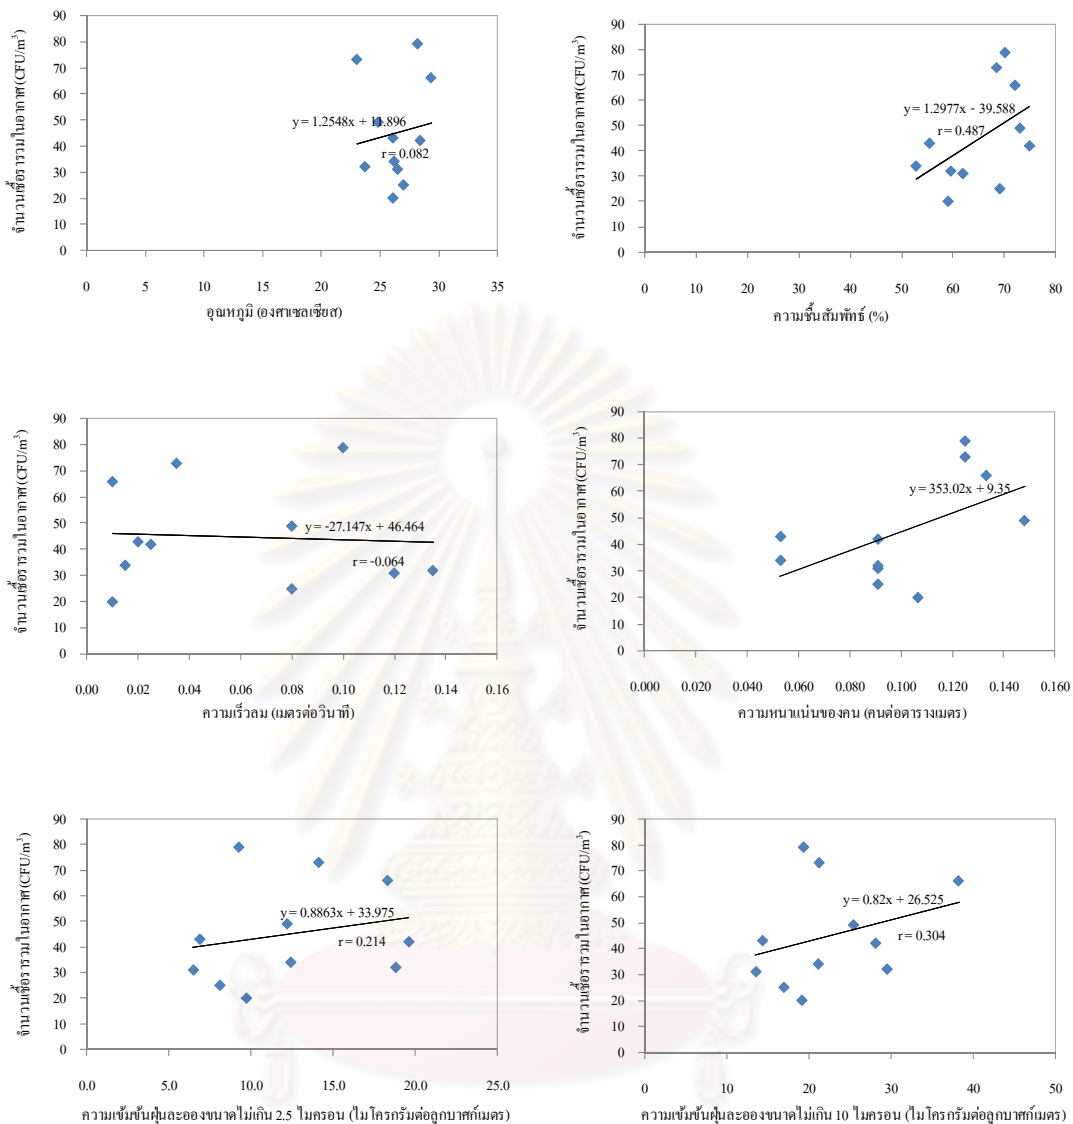 จำนวนเชื้อรารวมในอากาศ(CFU/m³)
90
80
70
60
50
40
30
20
10
0
y = 1.2548x + 11.896
r = 0.082
0 5 10 15 20 25 30 35
อุณหภูมิ (องศาเซลเซียส)
จำนวนเชื้อรารวมในอากาศ(CFU/m³)
90
80
70
60
50
40
30
20
10
0
y = 1.2977x - 39.588
r = 0.487
0 10 20 30 40 50 60 70 80
ความชื้นสัมพัทธ์ (%)
จำนวนเชื้อรารวมในอากาศ(CFU/m³)
90
80
70
60
50
40
30
20
10
0
y = -27.147x + 46.464
r = -0.064
0.00 0.02 0.04 0.06 0.08 0.10 0.12 0.14 0.16
ความเร็วลม (เมตรต่อวินาที)
จำนวนเชื้อรารวมในอากาศ(CFU/m³)
90
80
70
60
50
40
30
20
10
0
y = 353.02x + 9.35
0.000 0.020 0.040 0.060 0.080 0.100 0.120 0.140 0.160
ความหนาแน่นของคน (คนต่อตารางเมตร)
จำนวนเชื้อรารวมในอากาศ(CFU/m³)
90
80
70
60
50
40
30
20
10
0
y = 0.8863x + 33.975
r = 0.214
0.0 5.0 10.0 15.0 20.0 25.0
ความเข้มข้นฝุ่นละอองขนาดไม่เกิน 2.5 ไมครอน (ไมโครกรัมต่อลูกบาศก์เมตร)
จำนวนเชื้อรารวมในอากาศ(CFU/m³)
90
80
70
60
50
40
30
20
10
0
y = 0.82x + 26.525
r = 0.304
0 10 20 30 40 50
ความเข้มข้นฝุ่นละอองขนาดไม่เกิน 10 ไมครอน (ไมโครกรัมต่อลูกบาศก์เมตร)